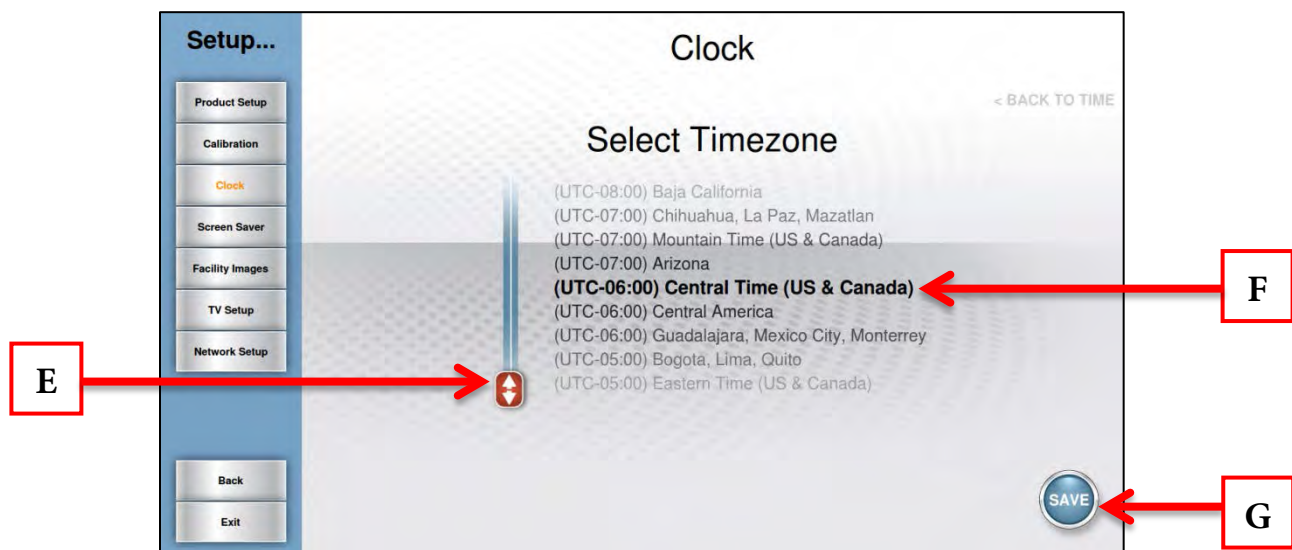 Setup...
Product Setup
Calibration
Clock
Screen Saver
Facility Images
TV Setup
Network Setup
Back
Exit
Clock
< BACK TO TIME
Select Timezone
(UTC-08:00) Baja California
(UTC-07:00) Chihuahua, La Paz, Mazatlan
(UTC-07:00) Mountain Time (US & Canada)
(UTC-07:00) Arizona
(UTC-06:00) Central Time (US & Canada)
(UTC-06:00) Central America
(UTC-06:00) Guadalajara, Mexico City, Monterrey
(UTC-05:00) Bogota, Lima, Quito
(UTC-05:00) Eastern Time (US & Canada)
SAVE
E
F
G